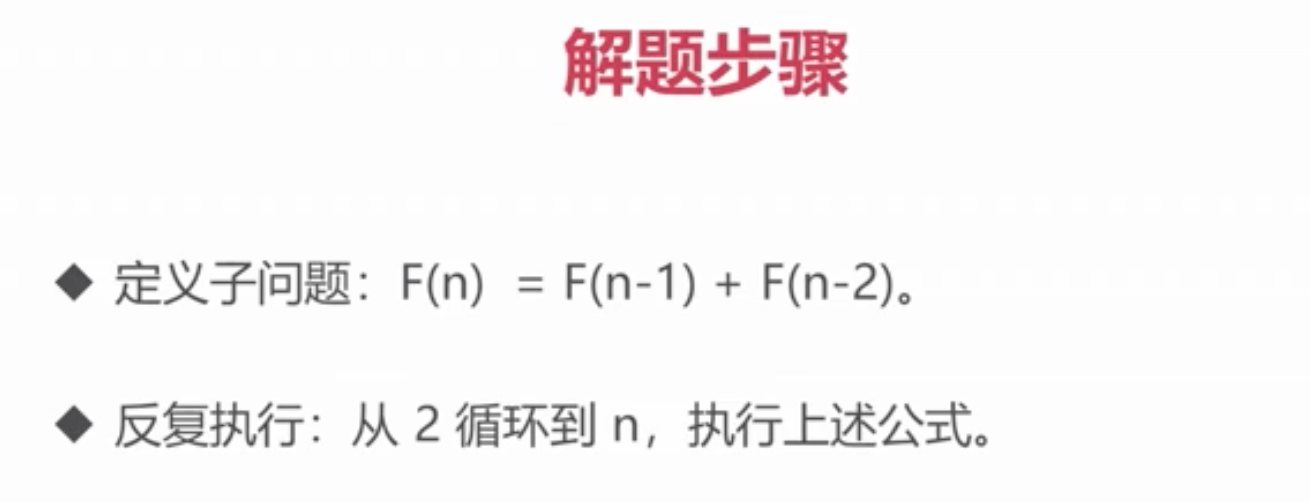 解题步骤
◆ 定义子问题：F(n) = F(n-1) + F(n-2)。
◆ 反复执行：从 2 循环到 n，执行上述公式。